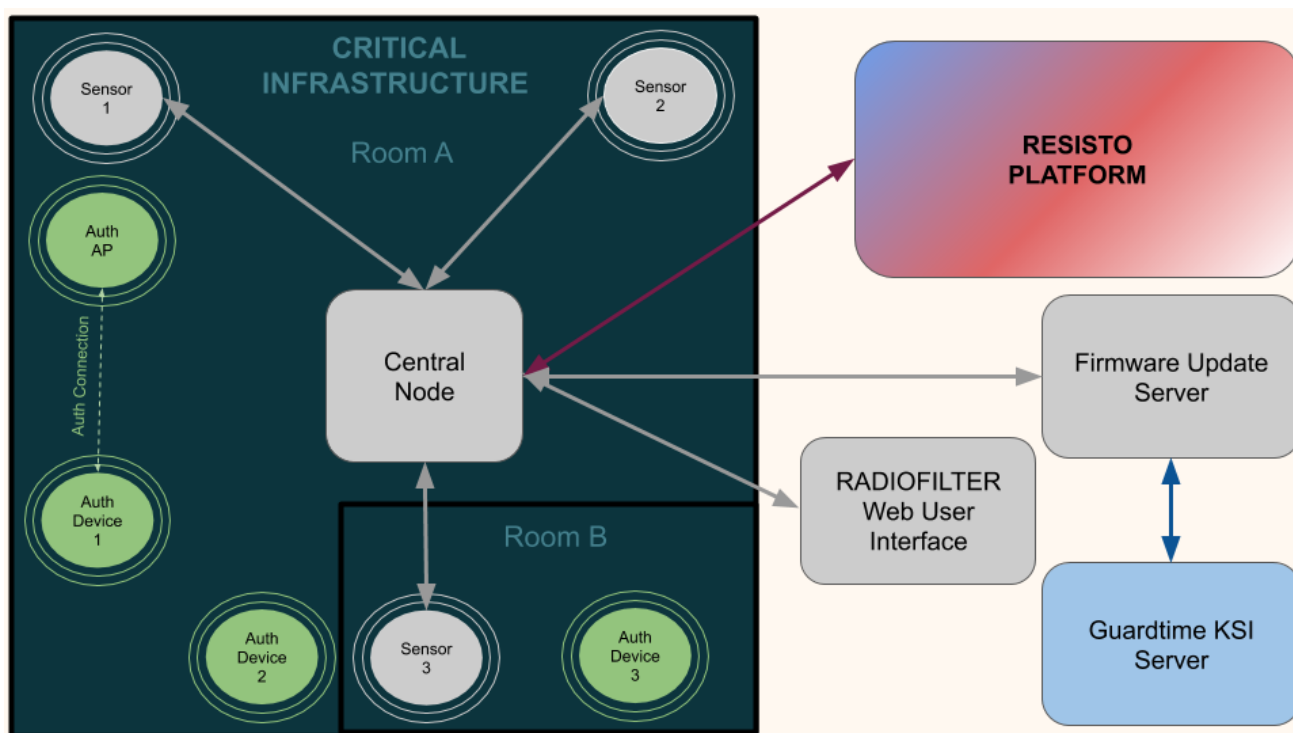 CRITICAL
INFRASTRUCTURE
Room A
Sensor
1
Sensor
2
Auth
AP
Auth Connection
Auth
Device
1
Central
Node
Room B
Auth
Device
2
Sensor
3
Auth
Device
3
RESISTO
PLATFORM
Firmware Update
Server
RADIOFILTER
Web User
Interface
Guardtime KSI
Server